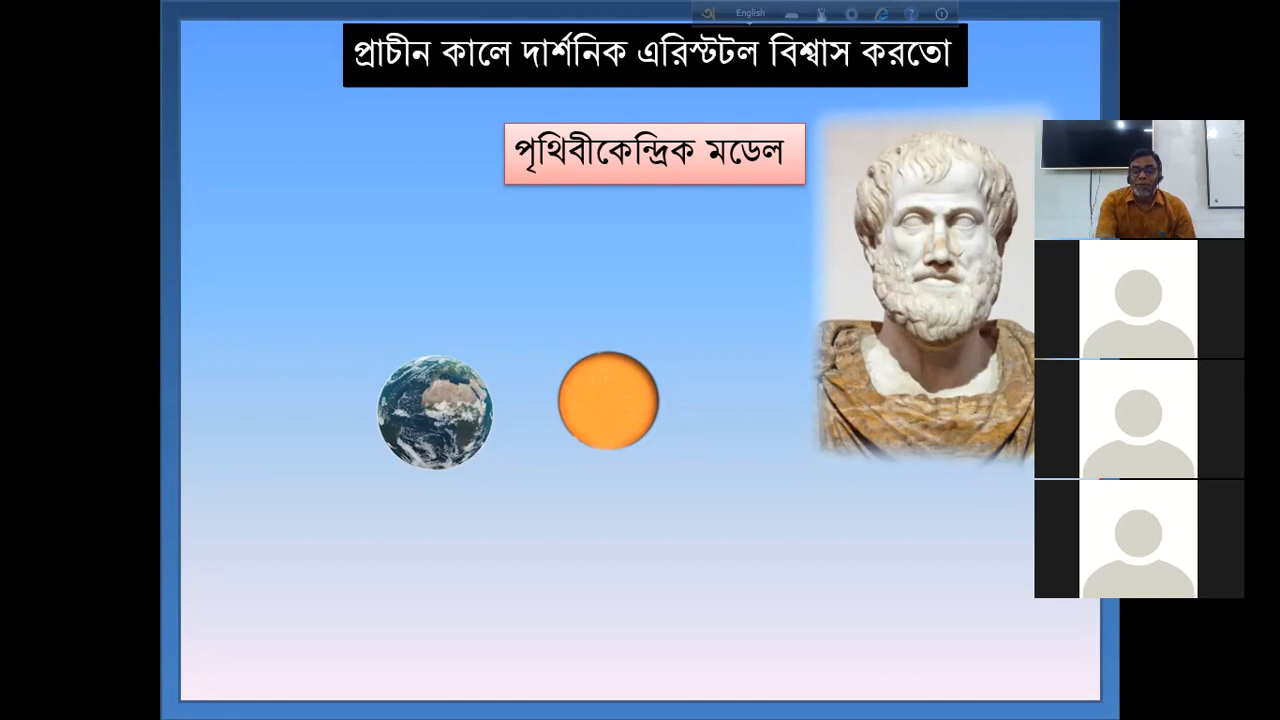 English
প্রাচীন কালে দার্শনিক এরিস্টটল বিশ্বাস করতো
পৃথিবীকেন্দ্রিক মডেল